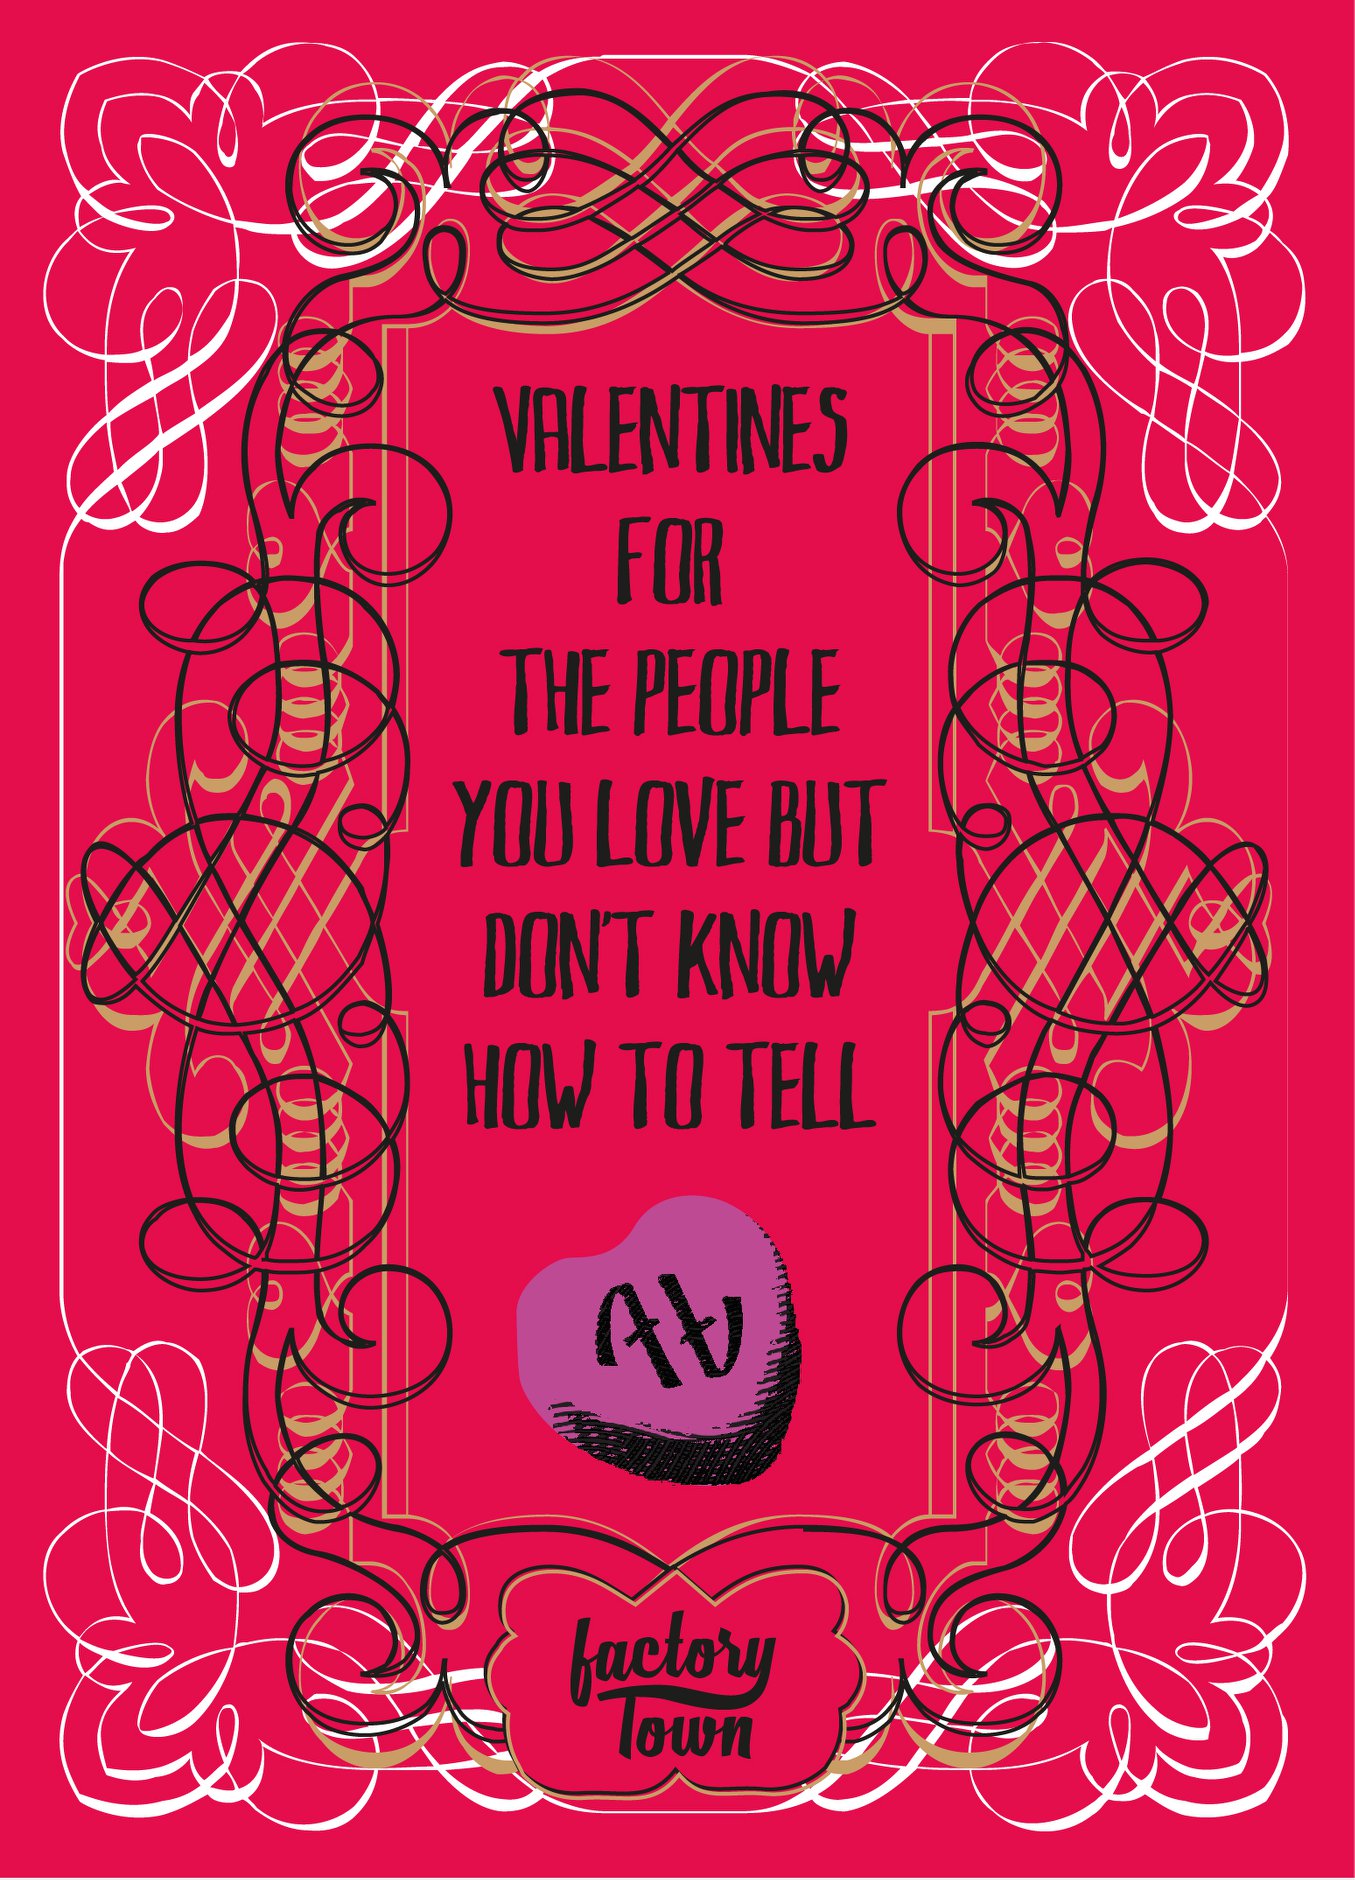 VALENTINES
FOR
THE PEOPLE
YOU LOVE BUT
DON'T KNOW
HOW TO TELL
factory
Town